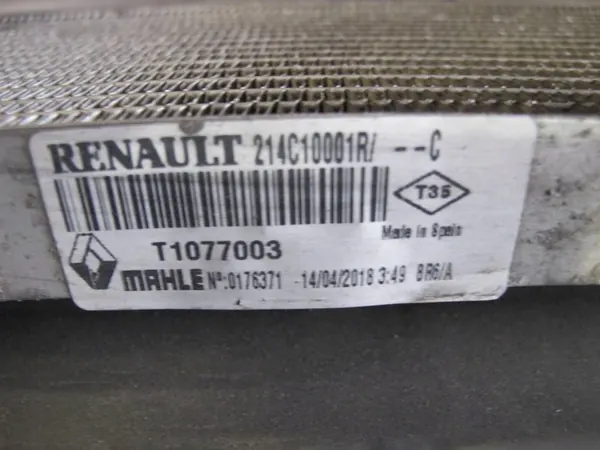 RENAULT 214C10001R/ --C
T35
Made in Spain
T1077003
MAHLE Nº:0176371 -14/04/2018 3:49 BR6/A